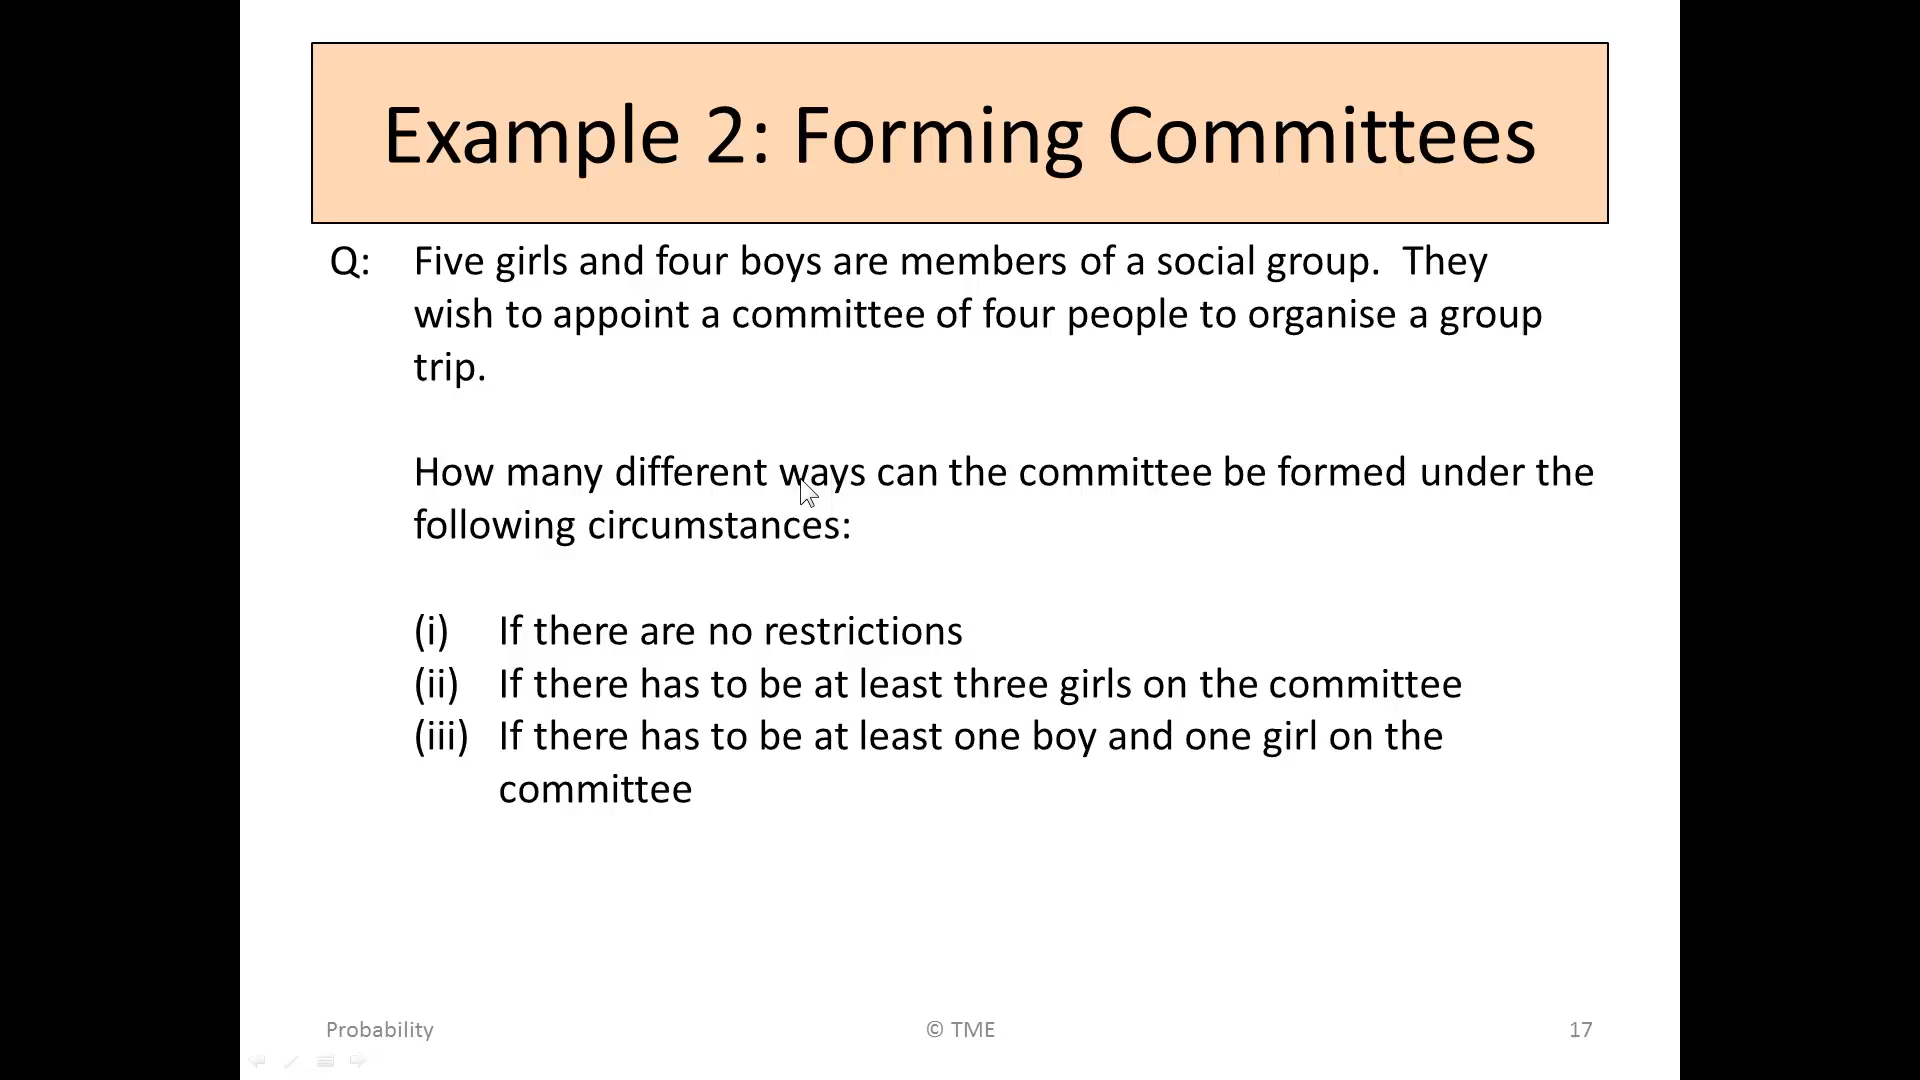 Example 2: Forming Committees
Q: Five girls and four boys are members of a social group. They
wish to appoint a committee of four people to organise a group
trip.
How many different ways can the committee be formed under the
following circumstances:
(i) If there are no restrictions
(ii) If there has to be at least three girls on the committee
(iii) If there has to be at least one boy and one girl on the
committee
Probability © TME 17